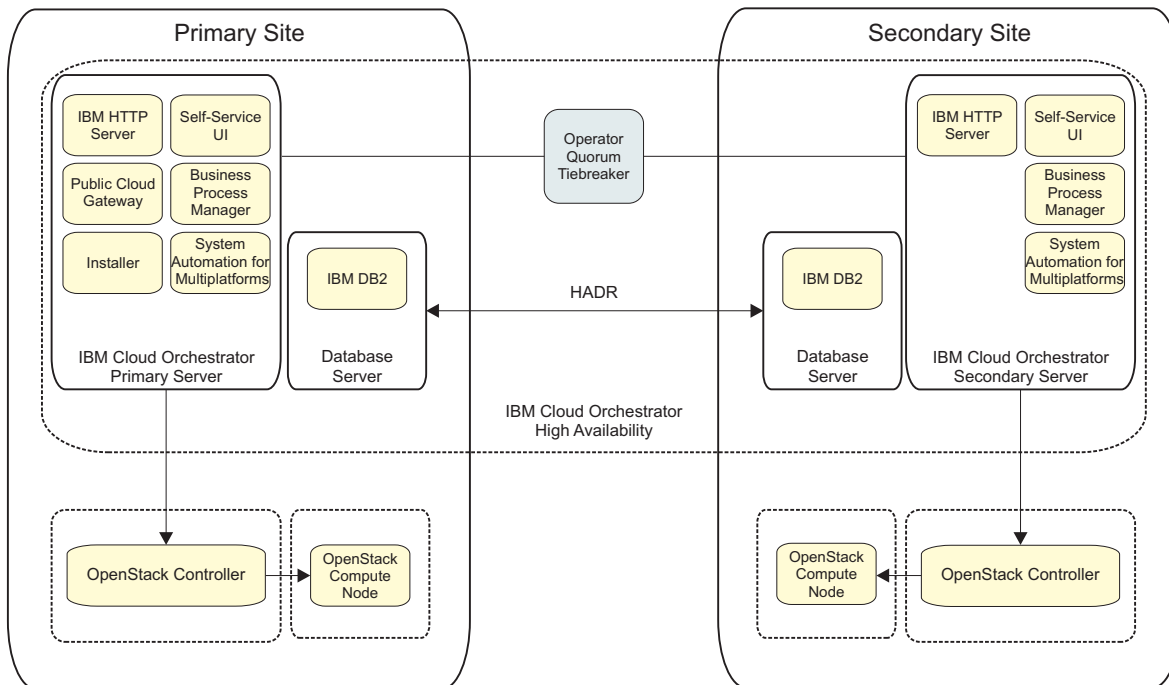 Primary Site
Secondary Site
IBM HTTP
Server
Self-Service
UI
Public Cloud
Gateway
Business
Process
Manager
Installer
System
Automation for
Multiplatforms
IBM Cloud Orchestrator
Primary Server
IBM DB2
Database
Server
Operator
Quorum
Tiebreaker
HADR
IBM Cloud Orchestrator
High Availability
IBM DB2
Database
Server
IBM HTTP
Server
Self-Service
UI
Business
Process
Manager
System
Automation for
Multiplatforms
IBM Cloud Orchestrator
Secondary Server
OpenStack Controller
OpenStack
Compute
Node
OpenStack
Compute
Node
OpenStack Controller